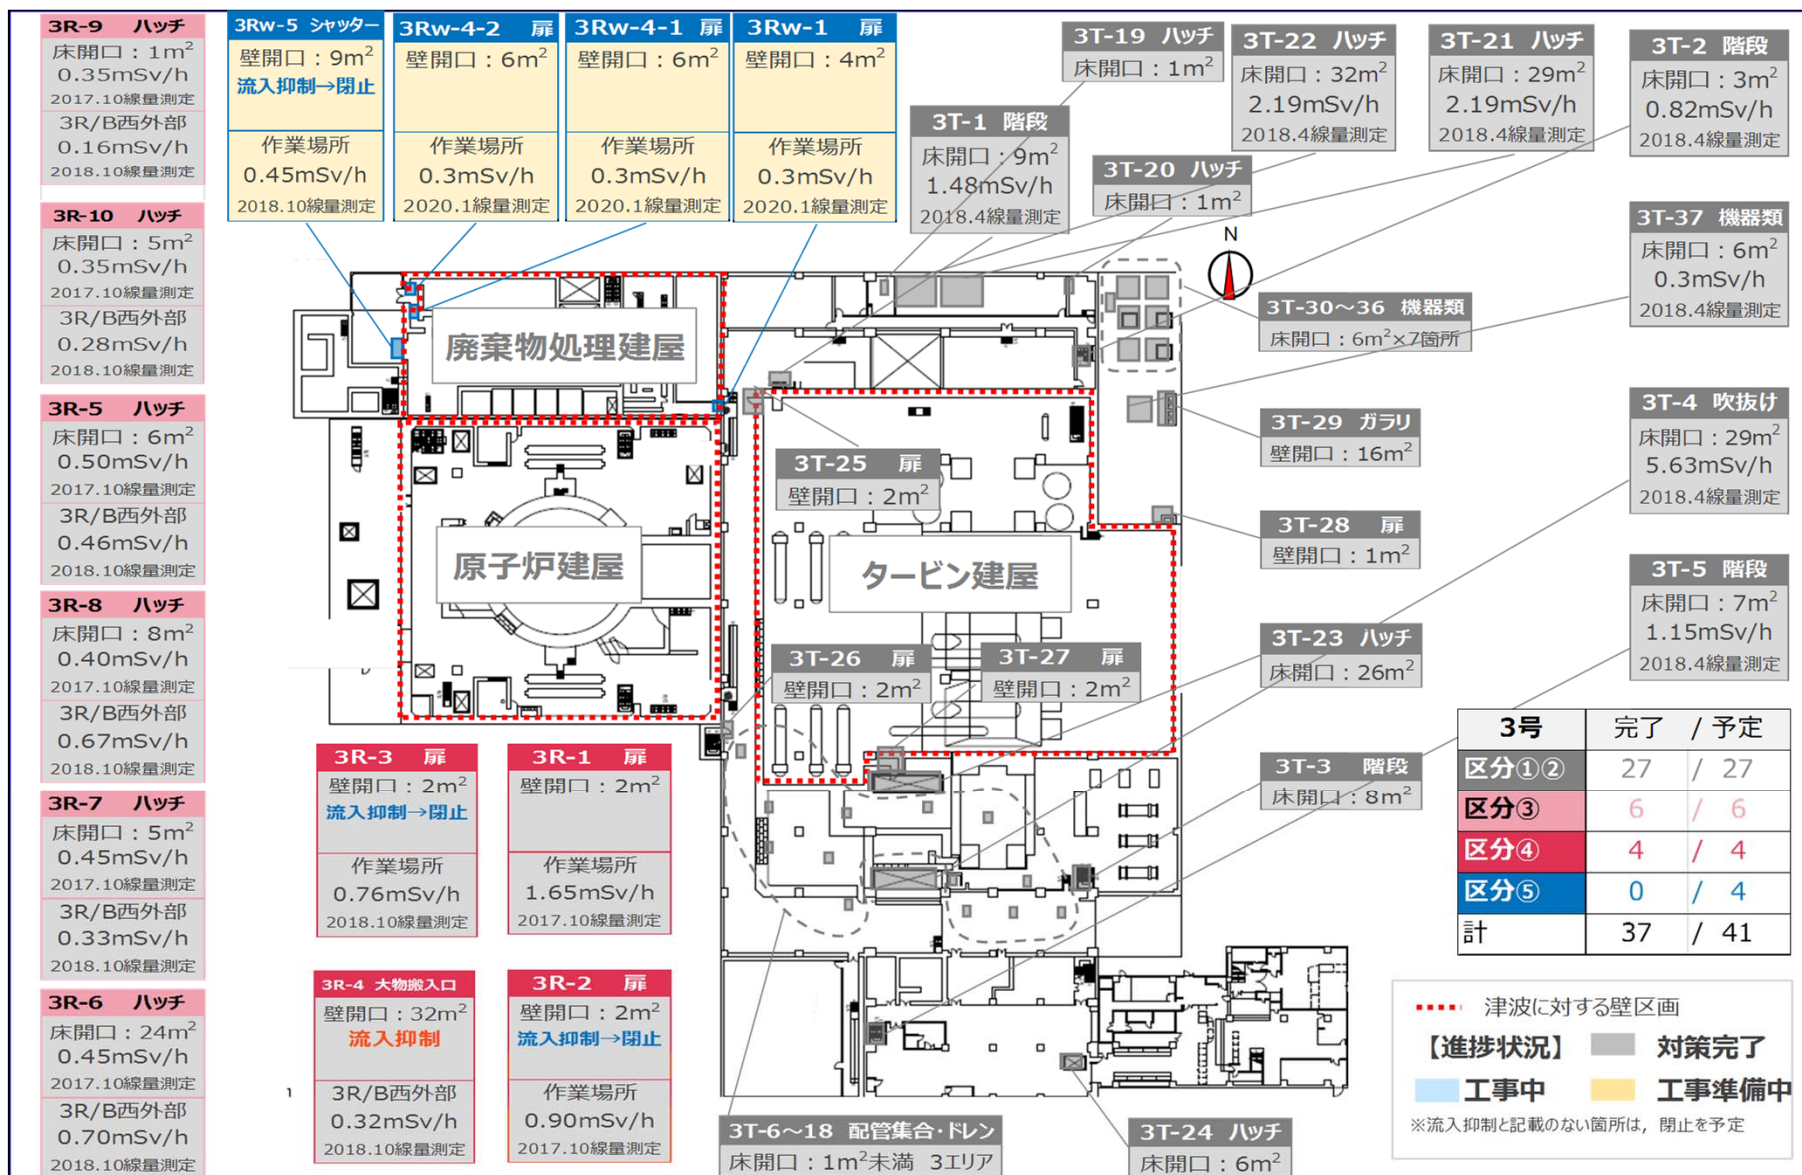 3R-9 ハッチ
床開口：1m²
0.35mSv/h
2017.10線量測定
3R/B西外部
0.16mSv/h
2018.10線量測定
3R-10 ハッチ
床開口：5m²
0.35mSv/h
2017.10線量測定
3R/B西外部
0.28mSv/h
2018.10線量測定
3R-5 ハッチ
床開口：6m²
0.50mSv/h
2017.10線量測定
3R/B西外部
0.46mSv/h
2018.10線量測定
3R-8 ハッチ
床開口：8m²
0.40mSv/h
2017.10線量測定
3R/B西外部
0.67mSv/h
2018.10線量測定
3R-7 ハッチ
床開口：5m²
0.45mSv/h
2017.10線量測定
3R/B西外部
0.33mSv/h
2018.10線量測定
3R-6 ハッチ
床開口：24m²
0.45mSv/h
2017.10線量測定
3R/B西外部
0.70mSv/h
2018.10線量測定
3Rw-5 シャッター
壁開口：9m²
流入抑制→閉止
作業場所
0.45mSv/h
2018.10線量測定
3Rw-4-2 扉
壁開口：6m²
作業場所
0.3mSv/h
2020.1線量測定
3Rw-4-1 扉
壁開口：6m²
作業場所
0.3mSv/h
2020.1線量測定
3Rw-1 扉
壁開口：4m²
作業場所
0.3mSv/h
2020.1線量測定
3T-19 ハッチ
床開口：1m²
3T-1 階段
床開口：9m²
1.48mSv/h
2018.4線量測定
3T-22 ハッチ
床開口：32m²
2.19mSv/h
2018.4線量測定
3T-21 ハッチ
床開口：29m²
2.19mSv/h
2018.4線量測定
3T-2 階段
床開口：3m²
0.82mSv/h
2018.4線量測定
3T-20 ハッチ
床開口：1m²
3T-37 機器類
床開口：6m²
0.3mSv/h
2018.4線量測定
N
3T-30～36 機器類
床開口：6m²×7箇所
廃棄物処理建屋
3T-29 ガラリ
壁開口：16m²
3T-4 吹抜け
床開口：29m²
5.63mSv/h
2018.4線量測定
3T-25 扉
壁開口：2m²
3T-28 扉
壁開口：1m²
原子炉建屋
タービン建屋
3T-5 階段
床開口：7m²
1.15mSv/h
2018.4線量測定
3T-26 扉
壁開口：2m²
3T-27 扉
壁開口：2m²
3T-23 ハッチ
床開口：26m²
3T-3 階段
床開口：8m²
3R-3 扉
壁開口：2m²
流入抑制→閉止
作業場所
0.76mSv/h
2018.10線量測定
3R-1 扉
壁開口：2m²
作業場所
1.65mSv/h
2017.10線量測定
3R-4 大物搬入口
壁開口：32m²
流入抑制
3R/B西外部
0.32mSv/h
2018.10線量測定
3R-2 扉
壁開口：2m²
流入抑制→閉止
作業場所
0.90mSv/h
2017.10線量測定
3T-6～18 配管集合･ドレン
床開口：1m²未満 3エリア
3T-24 ハッチ
床開口：6m²
3号 完了 / 予定
区分①② 27 / 27
区分③ 6 / 6
区分④ 4 / 4
区分⑤ 0 / 4
計 37 / 41
津波に対する壁区画
【進捗状況】 対策完了
工事中 工事準備中
※流入抑制と記載のない箇所は，閉止を予定